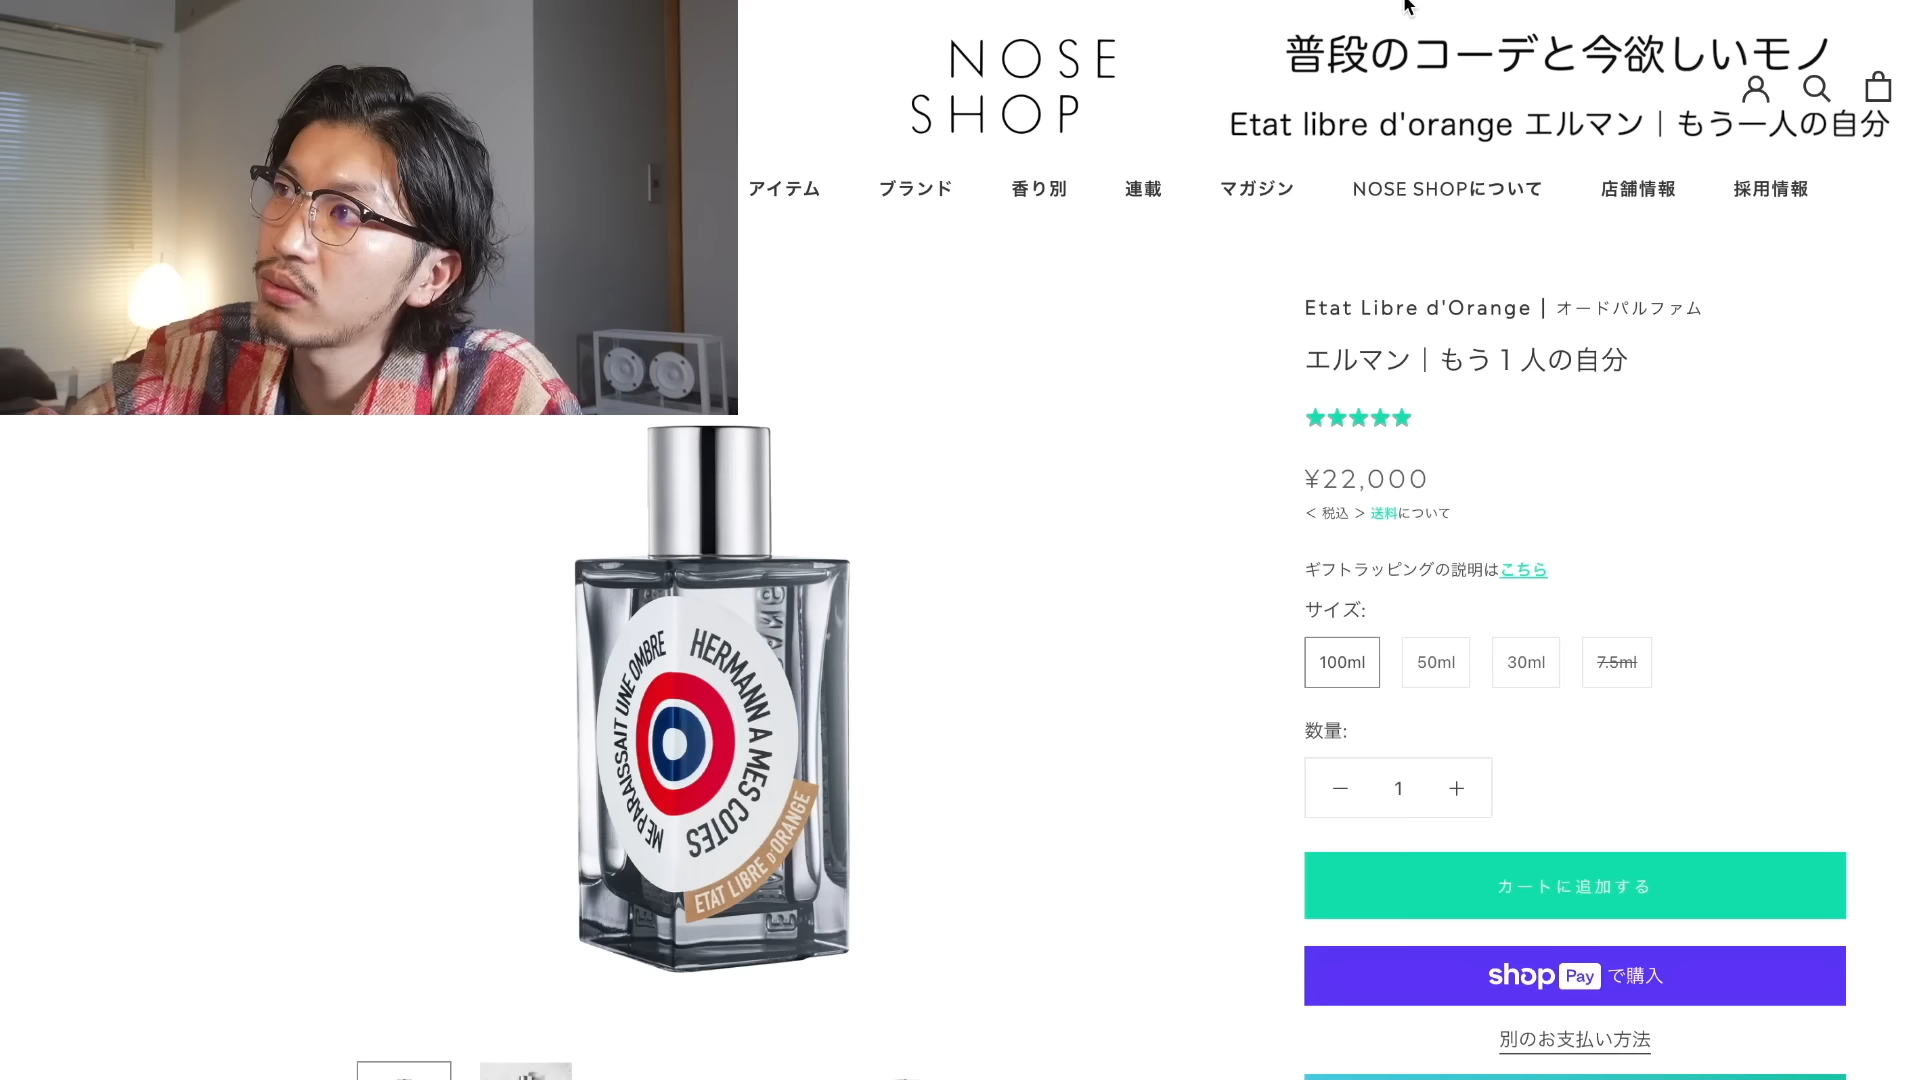 NOSE
SHOP
普段のコーデと今欲しいモノ
Etat libre d'orange エルマン｜もう一人の自分
アイテム ブランド 香り別 連載 マガジン NOSE SHOPについて 店舗情報 採用情報
Etat Libre d'Orange | オードパルファム
エルマン｜もう１人の自分
¥22,000
＜ 税込 ＞ 送料について
ギフトラッピングの説明はこちら
サイズ:
100ml 50ml 30ml 7.5ml
数量:
1
カートに追加する
shop Pay で購入
別のお支払い方法
HERMANN A MES COTES
ME PARAISSAIT UNE OMBRE
ETAT LIBRE D'ORANGE